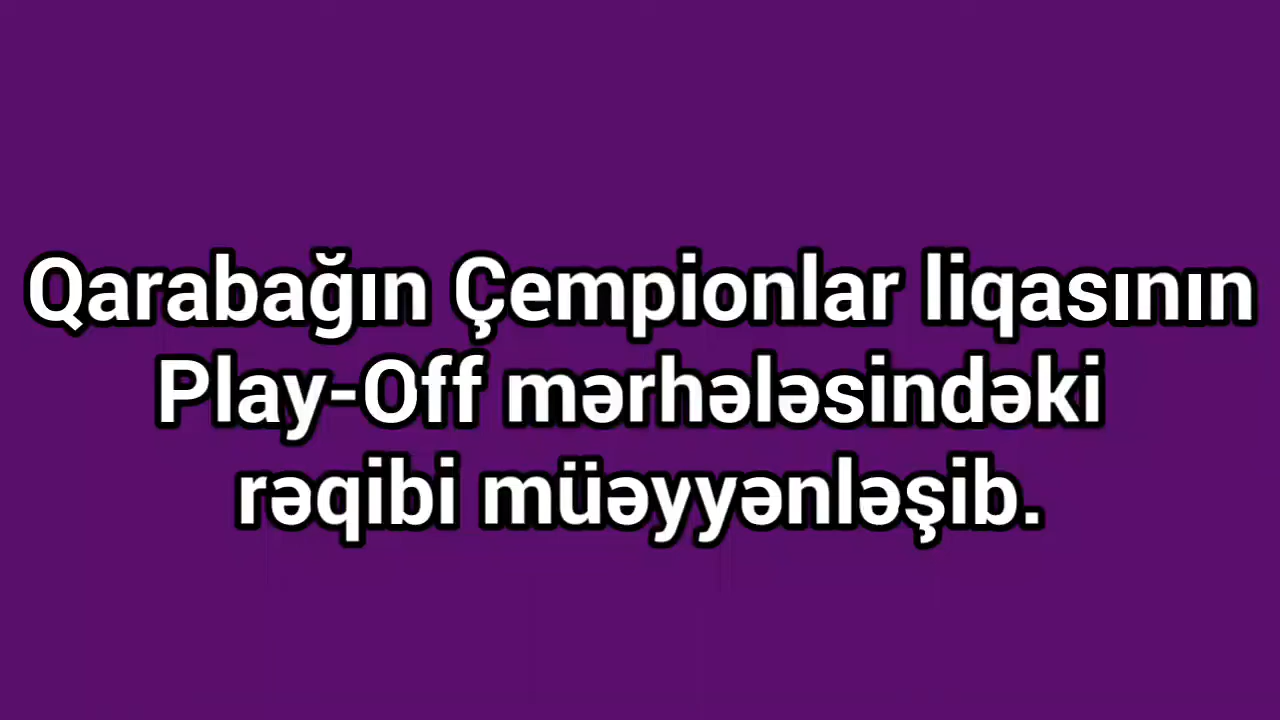 Qarabağın Çempionlar liqasının
Play-Off mərhələsindəki
rəqibi müəyyənləşib.